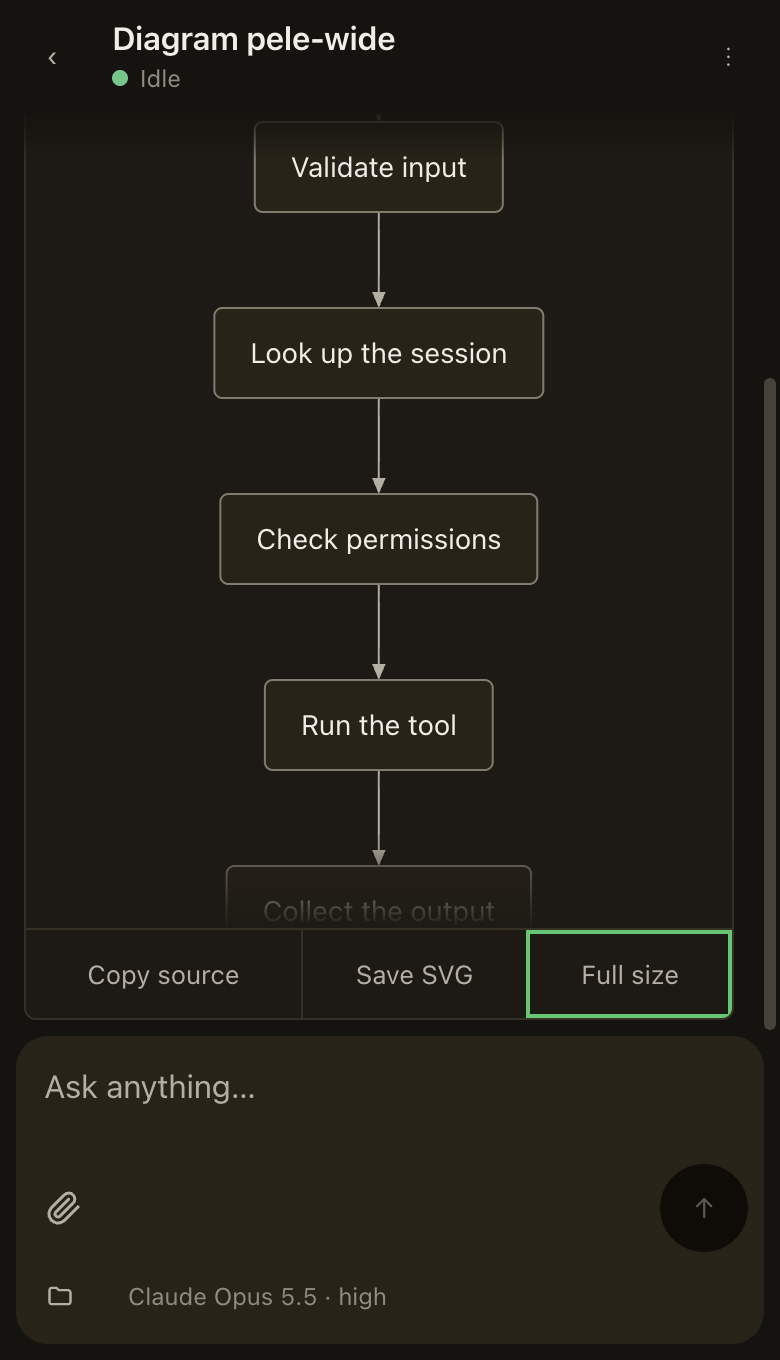 Diagram pele-wide
Idle
Validate input
Look up the session
Check permissions
Run the tool
Collect the output
Copy source
Save SVG
Full size
Ask anything...
Claude Opus 5.5 · high